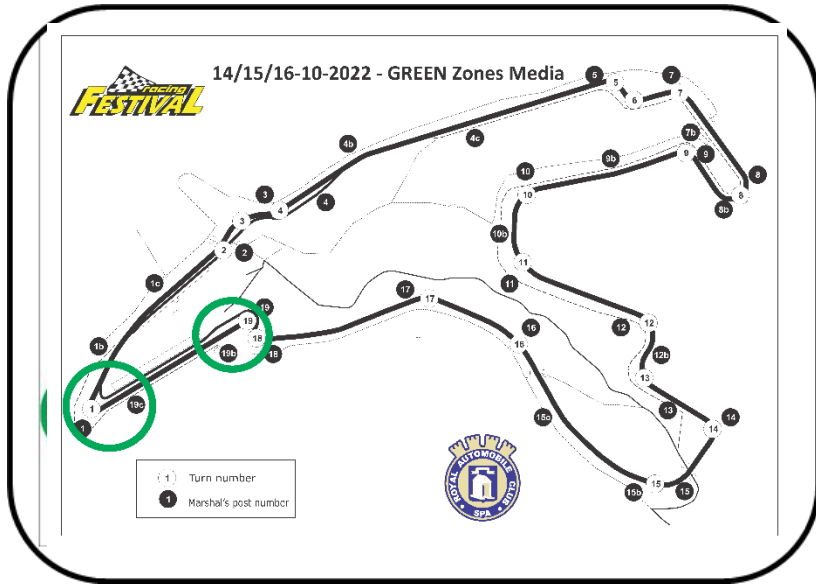 14/15/16-10-2022 - GREEN Zones Media
racing
FESTIVAL
5
5
6
7
7
4b
4c
7b
9
9
9b
8
8
8b
10
10
3
3
4
4
10b
2
2
11
11
1c
17
17
19
19
18
18
19b
16
16
12
12
12b
1b
13
13
19c
1
1
15c
14
14
15
15
15b
1 Turn number
1 Marshal's post number
ROYAL AUTOMOBILE CLUB
SPA